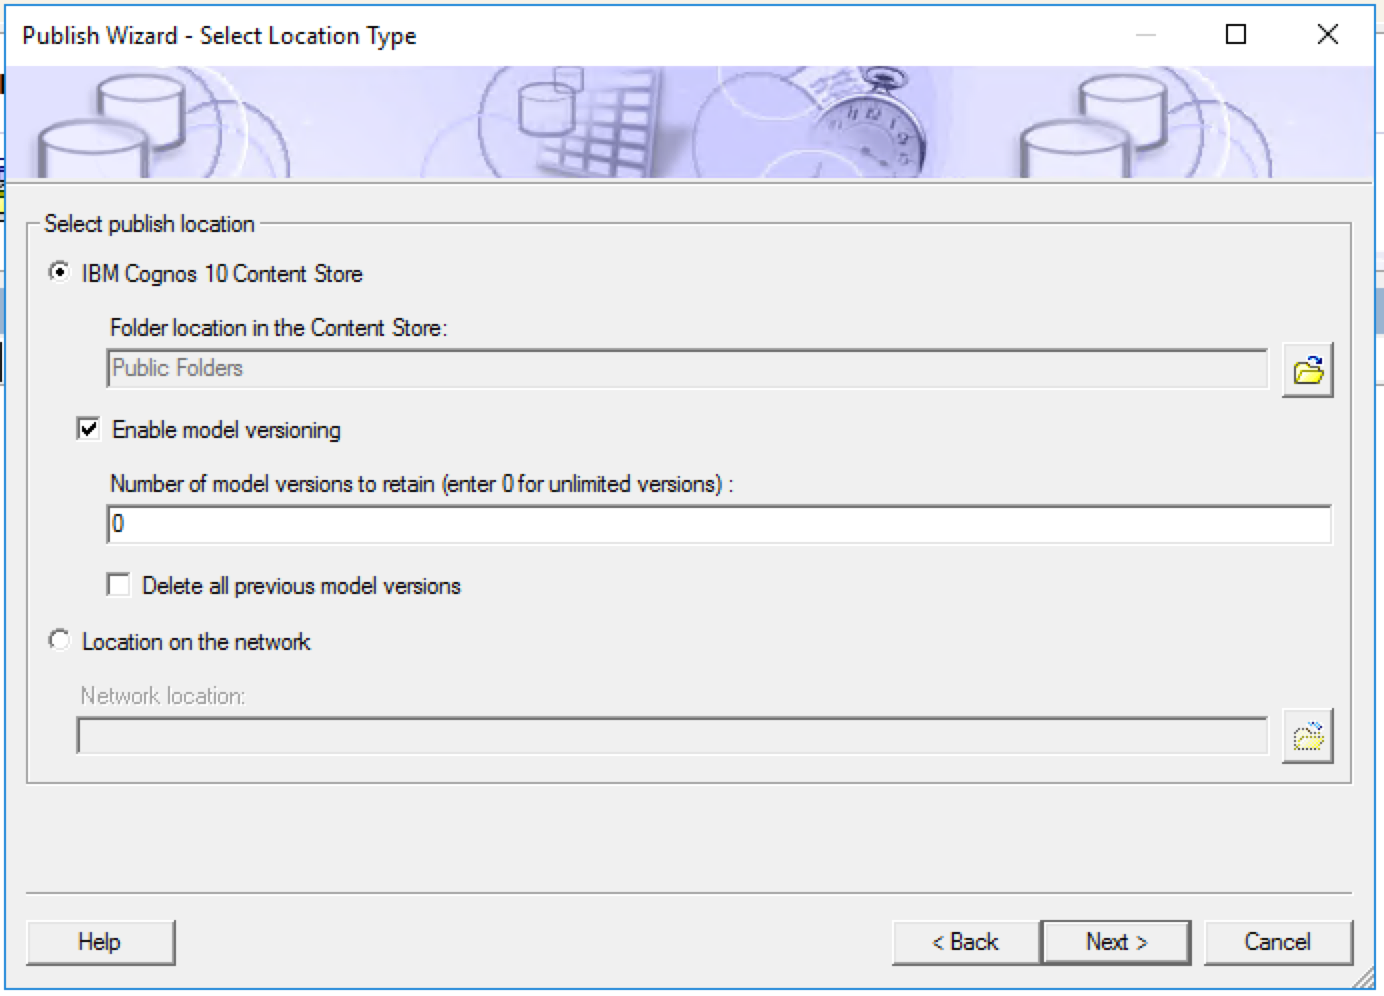 Publish Wizard - Select Location Type
Select publish location
IBM Cognos 10 Content Store
Folder location in the Content Store:
Public Folders
Enable model versioning
Number of model versions to retain (enter 0 for unlimited versions) :
0
Delete all previous model versions
Location on the network
Network location:
Help
< Back
Next >
Cancel